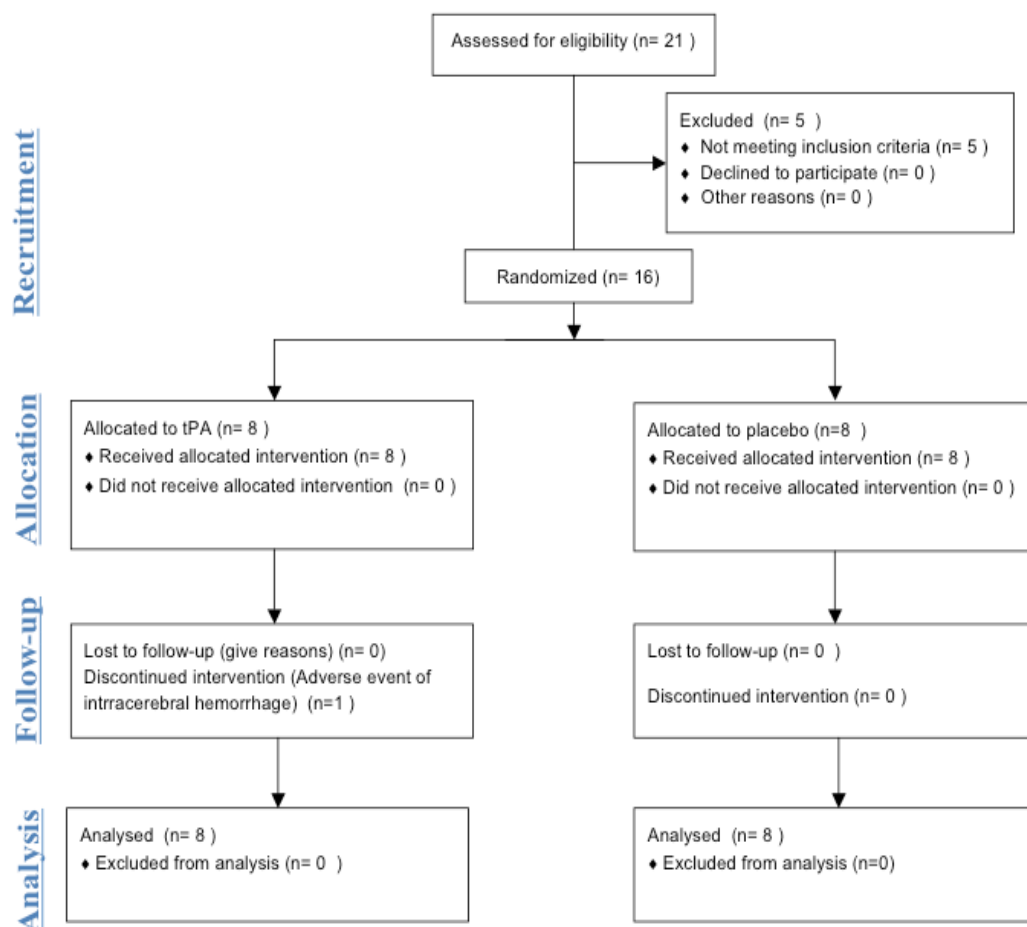 Recruitment
Assessed for eligibility (n= 21 )
Excluded (n= 5 )
♦ Not meeting inclusion criteria (n= 5 )
♦ Declined to participate (n= 0 )
♦ Other reasons (n= 0 )
Randomized (n= 16)
Allocation
Allocated to tPA (n= 8 )
♦ Received allocated intervention (n= 8 )
♦ Did not receive allocated intervention (n= 0 )
Allocated to placebo (n=8 )
♦ Received allocated intervention (n= 8 )
♦ Did not receive allocated intervention (n= 0 )
Follow-up
Lost to follow-up (give reasons) (n= 0)
Discontinued intervention (Adverse event of
intrracerebral hemorrhage) (n=1 )
Lost to follow-up (n= 0 )
Discontinued intervention (n= 0 )
Analysis
Analysed (n= 8 )
♦ Excluded from analysis (n= 0 )
Analysed (n= 8 )
♦ Excluded from analysis (n=0)